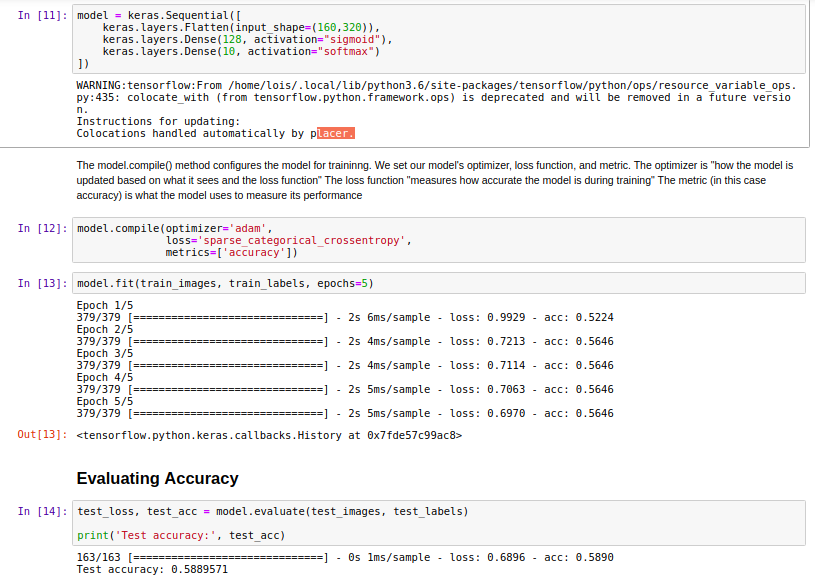 In [11]: model = keras.Sequential([
    keras.layers.Flatten(input_shape=(160,320)),
    keras.layers.Dense(128, activation="sigmoid"),
    keras.layers.Dense(10, activation="softmax")
])
WARNING:tensorflow:From /home/lois/.local/lib/python3.6/site-packages/tensorflow/python/ops/resource_variable_ops.
py:435: colocate_with (from tensorflow.python.framework.ops) is deprecated and will be removed in a future versio
n.
Instructions for updating:
Colocations handled automatically by placer.
The model.compile() method configures the model for traininng. We set our model's optimizer, loss function, and metric. The optimizer is "how the model is
updated based on what it sees and the loss function" The loss function "measures how accurate the model is during training" The metric (in this case
accuracy) is what the model uses to measure its performance
In [12]: model.compile(optimizer='adam',
              loss='sparse_categorical_crossentropy',
              metrics=['accuracy'])
In [13]: model.fit(train_images, train_labels, epochs=5)
Epoch 1/5
379/379 [==============================] - 2s 6ms/sample - loss: 0.9929 - acc: 0.5224
Epoch 2/5
379/379 [==============================] - 2s 4ms/sample - loss: 0.7213 - acc: 0.5646
Epoch 3/5
379/379 [==============================] - 2s 4ms/sample - loss: 0.7114 - acc: 0.5646
Epoch 4/5
379/379 [==============================] - 2s 5ms/sample - loss: 0.7063 - acc: 0.5646
Epoch 5/5
379/379 [==============================] - 2s 5ms/sample - loss: 0.6970 - acc: 0.5646
Out[13]: <tensorflow.python.keras.callbacks.History at 0x7fde57c99ac8>
Evaluating Accuracy
In [14]: test_loss, test_acc = model.evaluate(test_images, test_labels)
print('Test accuracy:', test_acc)
163/163 [==============================] - 0s 1ms/sample - loss: 0.6896 - acc: 0.5890
Test accuracy: 0.5889571